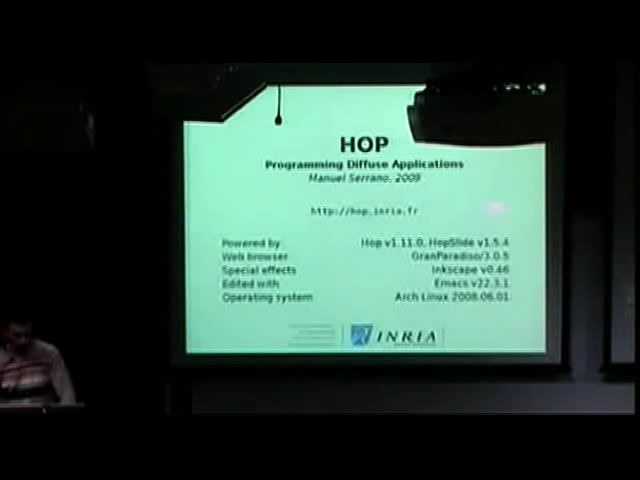 HOP
Programming Diffuse Applications
Manuel Serrano, 2009
http://hop.inria.fr
Powered by: Hop v1.11.0, HopSlide v1.5.4
Web browser GranParadiso/3.0.5
Special effects Inkscape v0.46
Edited with Emacs v22.3.1
Operating system Arch Linux 2008.06.01
INRIA